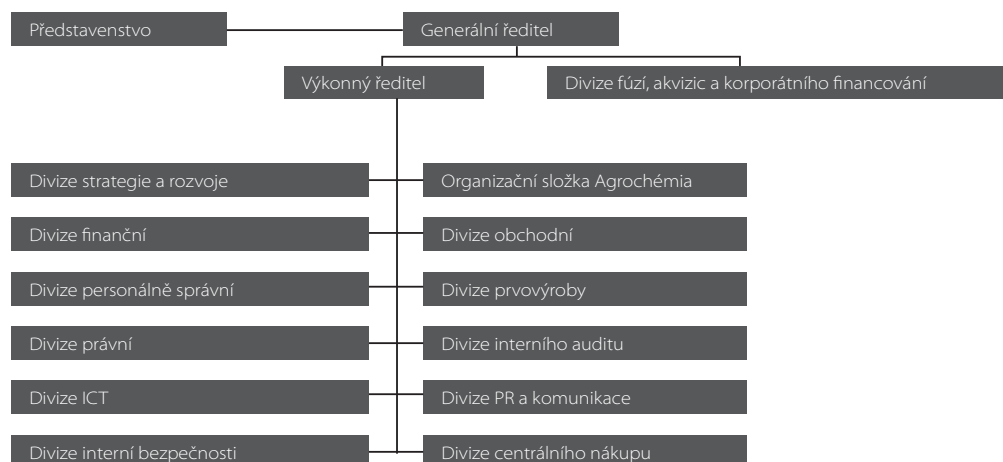 Představenstvo
Generální ředitel
Výkonný ředitel
Divize fúzí, akvizic a korporátního financování
Divize strategie a rozvoje
Organizační složka Agrochémia
Divize finanční
Divize obchodní
Divize personálně správní
Divize prvovýroby
Divize právní
Divize interního auditu
Divize ICT
Divize PR a komunikace
Divize interní bezpečnosti
Divize centrálního nákupu